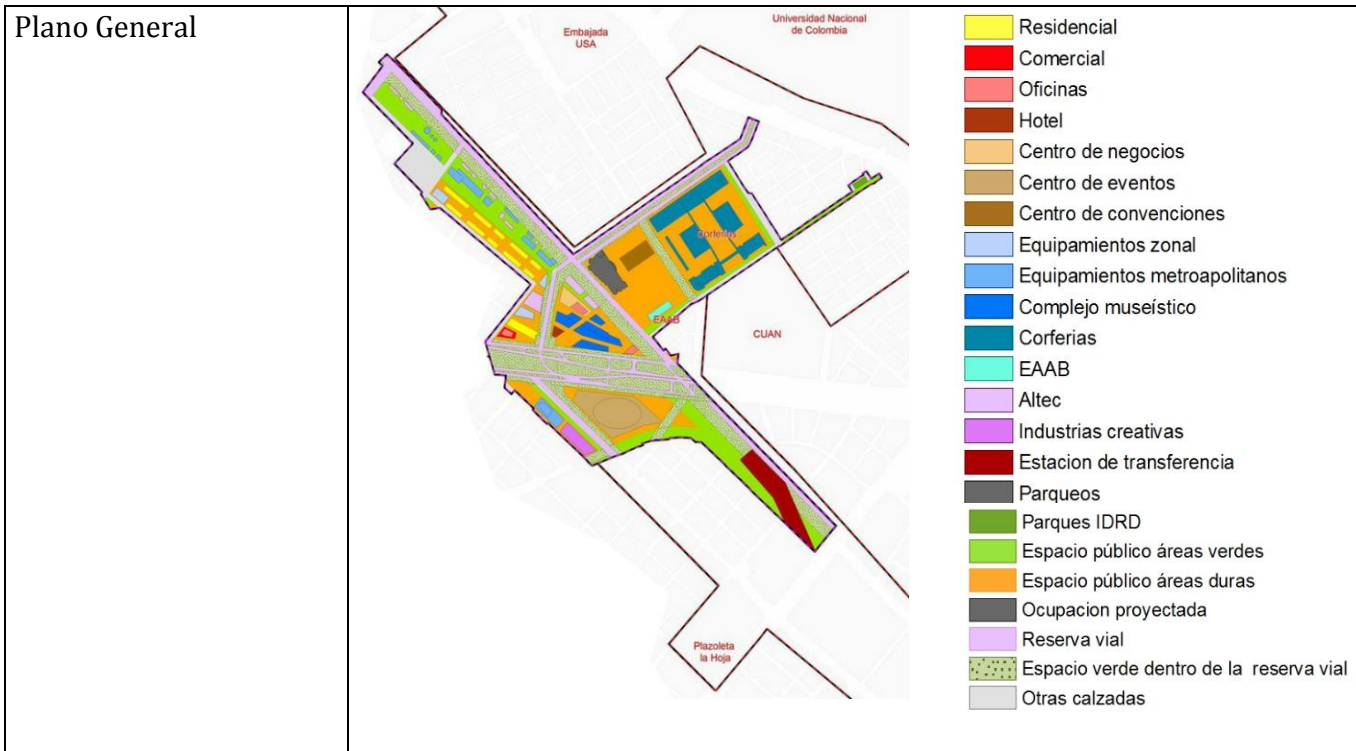 Plano General
Embajada
USA
Universidad Nacional
de Colombia
Corferias
EAAB
CUAN
Plazoleta
la Hoja
Residencial
Comercial
Oficinas
Hotel
Centro de negocios
Centro de eventos
Centro de convenciones
Equipamientos zonal
Equipamientos metroapolitanos
Complejo museístico
Corferias
EAAB
Altec
Industrias creativas
Estacion de transferencia
Parqueos
Parques IDRD
Espacio público áreas verdes
Espacio público áreas duras
Ocupacion proyectada
Reserva vial
Espacio verde dentro de la reserva vial
Otras calzadas